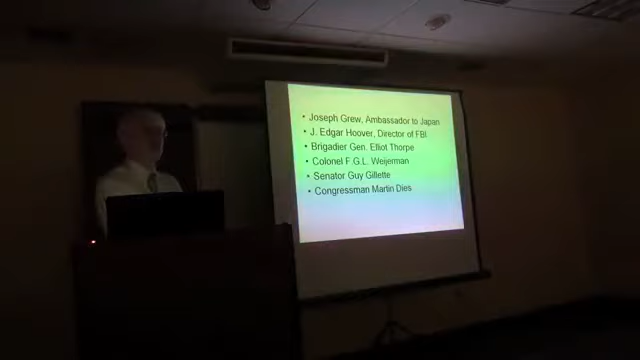 • Joseph Grew, Ambassador to Japan
• J. Edgar Hoover, Director of FBI
• Brigadier Gen. Elliot Thorpe
• Colonel F.G.L. Weijerman
• Senator Guy Gillette
• Congressman Martin Dies